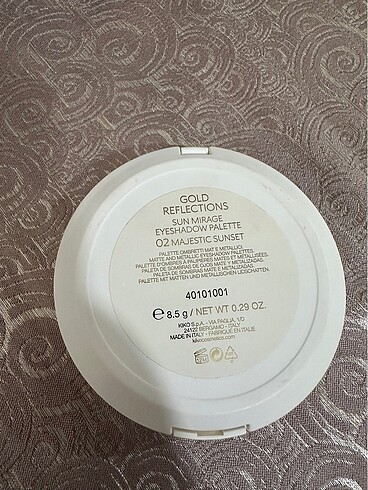 GOLD
REFLECTIONS
SUN MIRAGE
EYESHADOW PALETTE
02 MAJESTIC SUNSET
PALETTE OMBRETTI MAT E METALLICI.
MATTE AND METALLIC EYESHADOW PALETTES.
PALETTE D'OMBRES À PAUPIÈRES MATES ET MÉTALLISÉES.
PALETA DE SOMBRAS DE OJOS MATE Y METALIZADAS.
PALETA DE SOMBRAS MATE E METALIZADAS.
PALETTE MIT MATTEN UND METALLISCHEN LIDSCHATTEN.
40101001
℮ 8.5 g / NET WT 0.29 OZ.
KIKO S.p.A. - VIA PAGLIA, 1/D
24122 BERGAMO - ITALY
MADE IN ITALY - FABRIQUÉ EN ITALIE
kikocosmetics.com